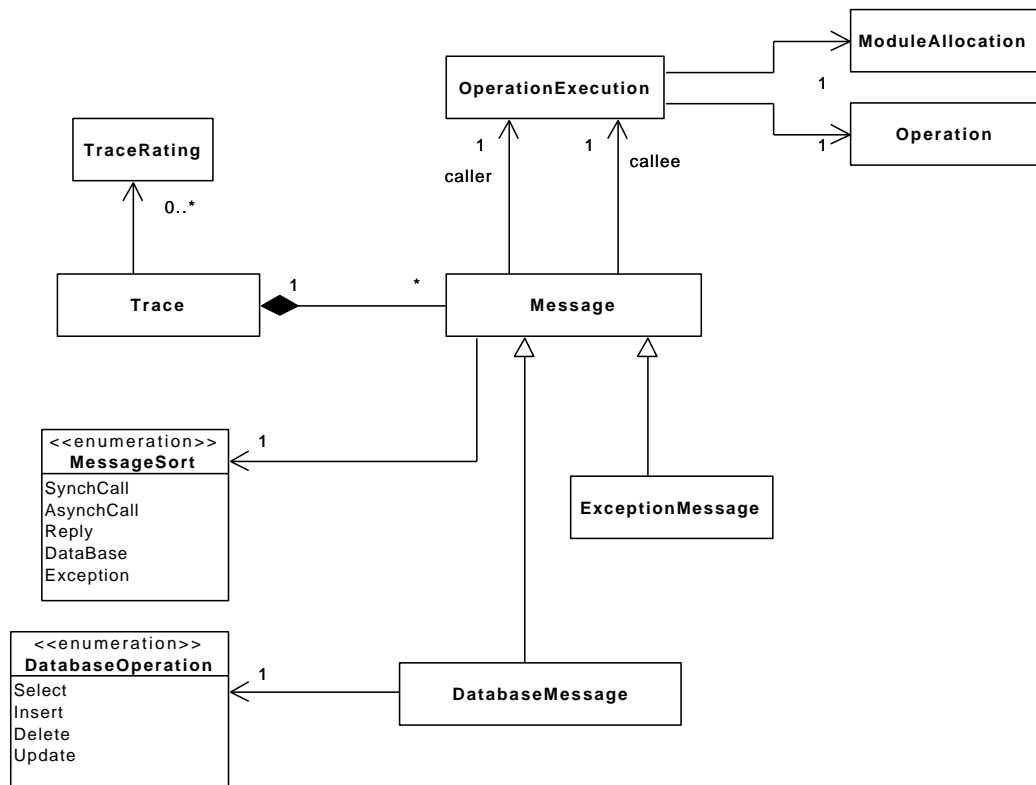 ModuleAllocation
OperationExecution
1
Operation
1
1
1
caller
callee
TraceRating
0..*
Trace
1
*
Message
<<enumeration>>
MessageSort
SynchCall
AsynchCall
Reply
DataBase
Exception
1
ExceptionMessage
<<enumeration>>
DatabaseOperation
Select
Insert
Delete
Update
1
DatabaseMessage